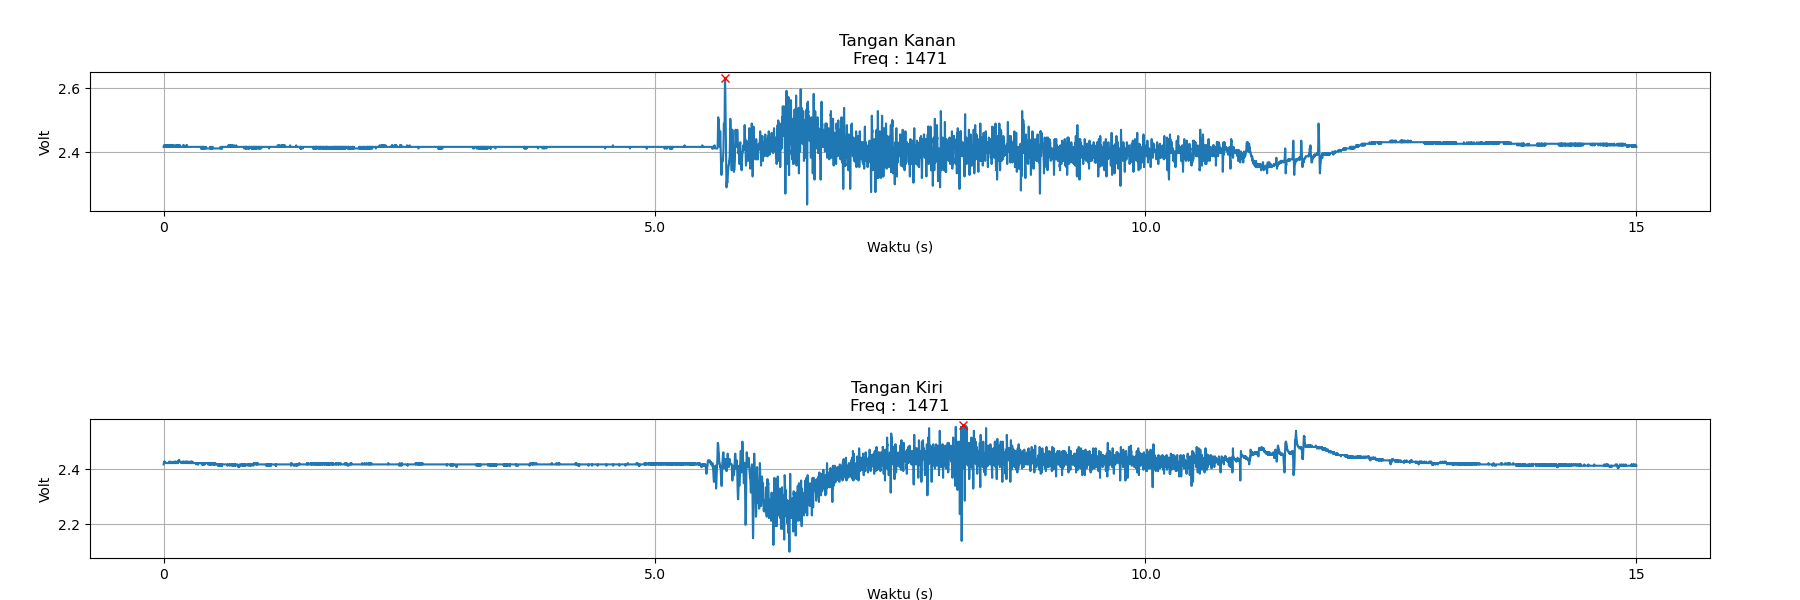 Tangan Kanan
Freq : 1471
2.6
2.4
Volt
0 5.0 10.0 15
Waktu (s)
Tangan Kiri
Freq :  1471
2.4
2.2
Volt
0 5.0 10.0 15
Waktu (s)